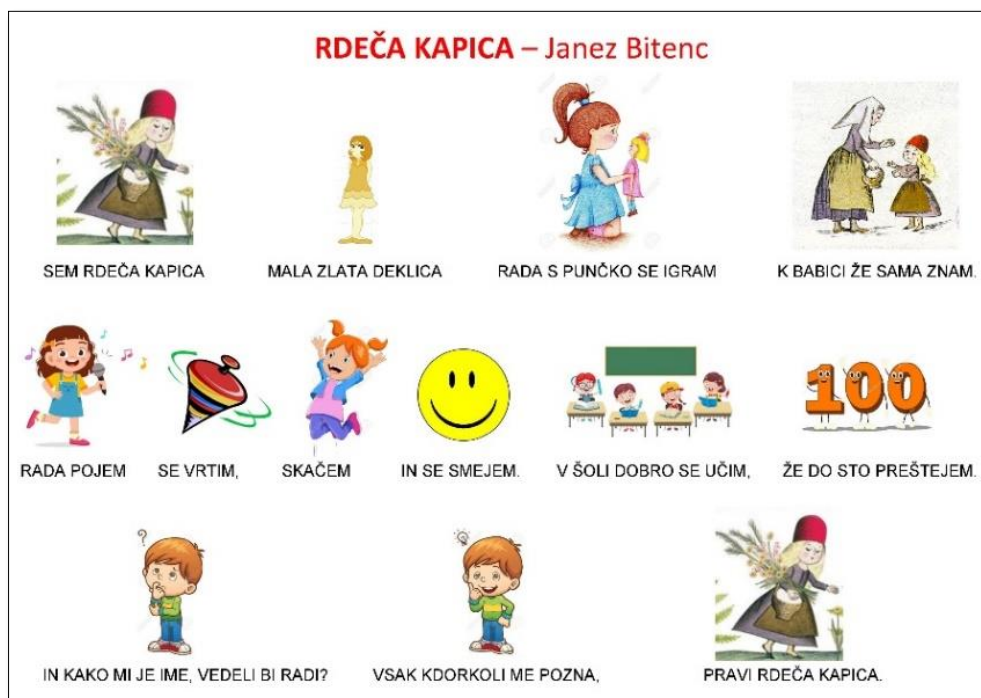 RDEČA KAPICA – Janez Bitenc
SEM RDEČA KAPICA
MALA ZLATA DEKLICA
RADA S PUNČKO SE IGRAM
K BABICI ŽE SAMA ZNAM.
RADA POJEM
SE VRTIM,
SKAČEM
IN SE SMEJEM.
V ŠOLI DOBRO SE UČIM,
100
ŽE DO STO PREŠTEJEM.
IN KAKO MI JE IME, VEDELI BI RADI?
VSAK KDORKOLI ME POZNA,
PRAVI RDEČA KAPICA.